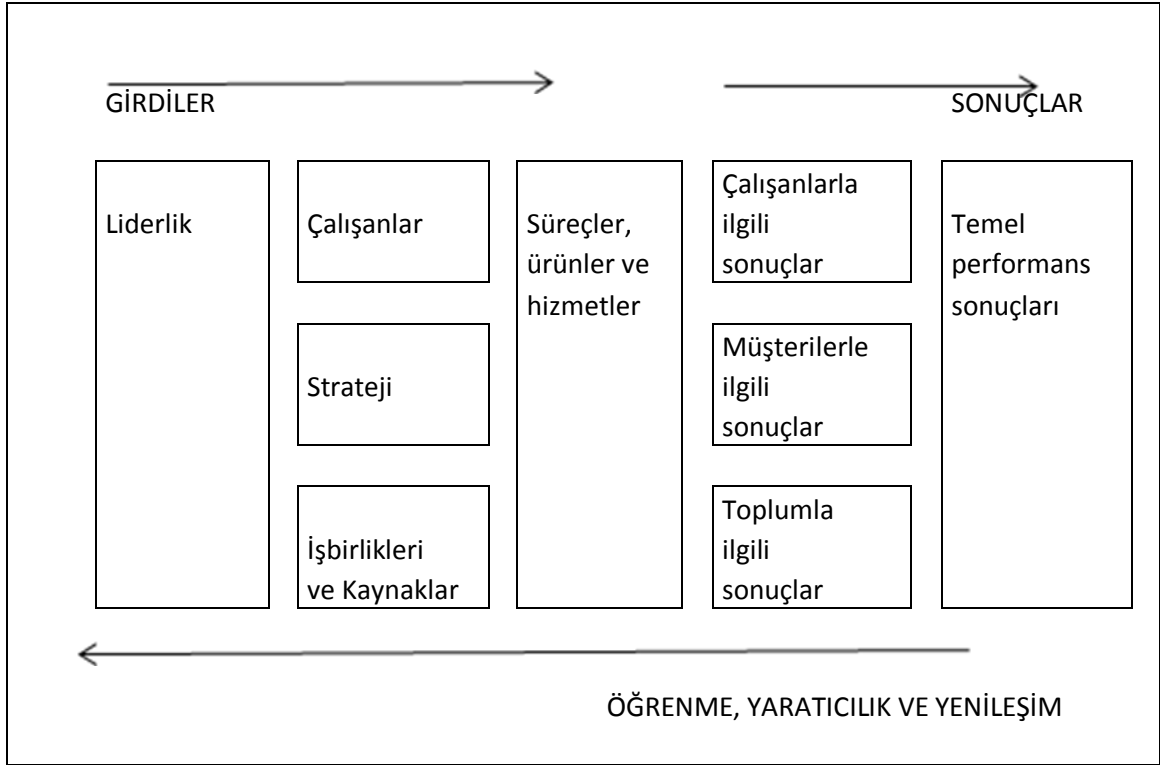 GİRDİLER
SONUÇLAR
Liderlik
Çalışanlar
Strateji
İşbirlikleri
ve Kaynaklar
Süreçler,
ürünler ve
hizmetler
Çalışanlarla
ilgili
sonuçlar
Müşterilerle
ilgili
sonuçlar
Toplumla
ilgili
sonuçlar
Temel
performans
sonuçları
ÖĞRENME, YARATICILIK VE YENİLEŞİM